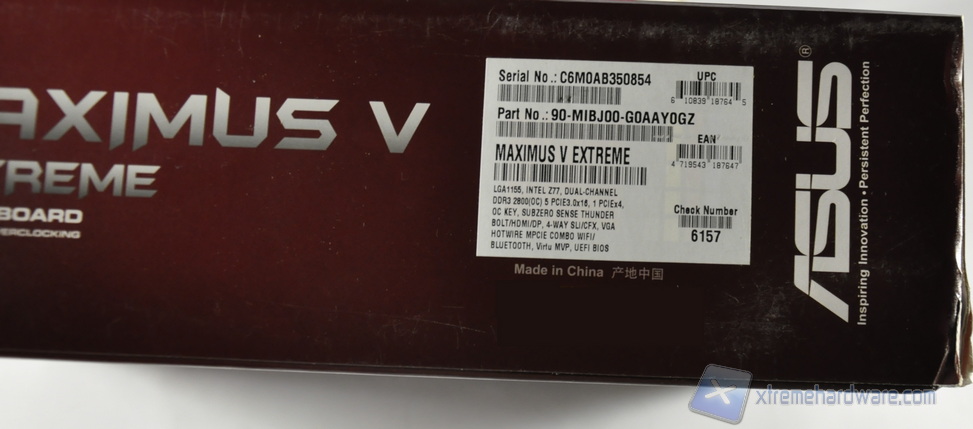 AXIMUS V
REME
BOARD
ERCLOCKING
Serial No.: C6M0AB350854
UPC
6 10839 18764 5
Part No.: 90-MIBJ00-G0AAY0GZ
EAN
4 719543 187647
MAXIMUS V EXTREME
LGA1155, INTEL Z77, DUAL-CHANNEL
DDR3 2800(OC) 5 PCIE3.0x16, 1 PCIEx4,
OC KEY, SUBZERO SENSE THUNDER
BOLT/HDMI/DP, 4-WAY SLI/CFX, VGA
HOTWIRE MPCIE COMBO WIFI/
BLUETOOTH, Virtu MVP, UEFI BIOS
Check Number
6157
Made in China 产地中国
ASUS®
Inspiring Innovation • Persistent Perfection
xtremehardware.com